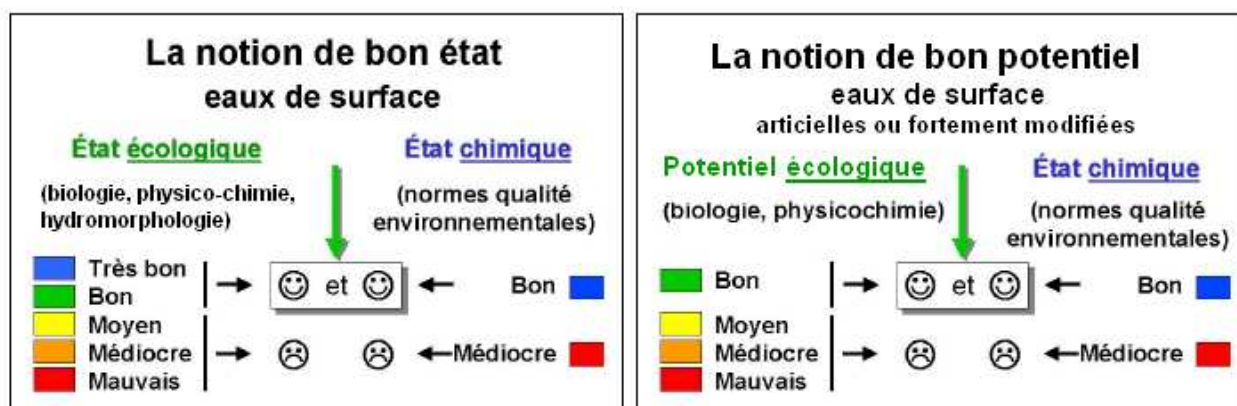 La notion de bon état
eaux de surface
État écologique
État chimique
(biologie, physico-chimie,
hydromorphologie)
(normes qualité
environnementales)
Très bon
Bon
Moyen
Médiocre
Mauvais
et
Bon
Médiocre
La notion de bon potentiel
eaux de surface
articielles ou fortement modifiées
Potentiel écologique
État chimique
(biologie, physicochimie)
(normes qualité
environnementales)
Bon
Moyen
Médiocre
Mauvais
et
Bon
Médiocre